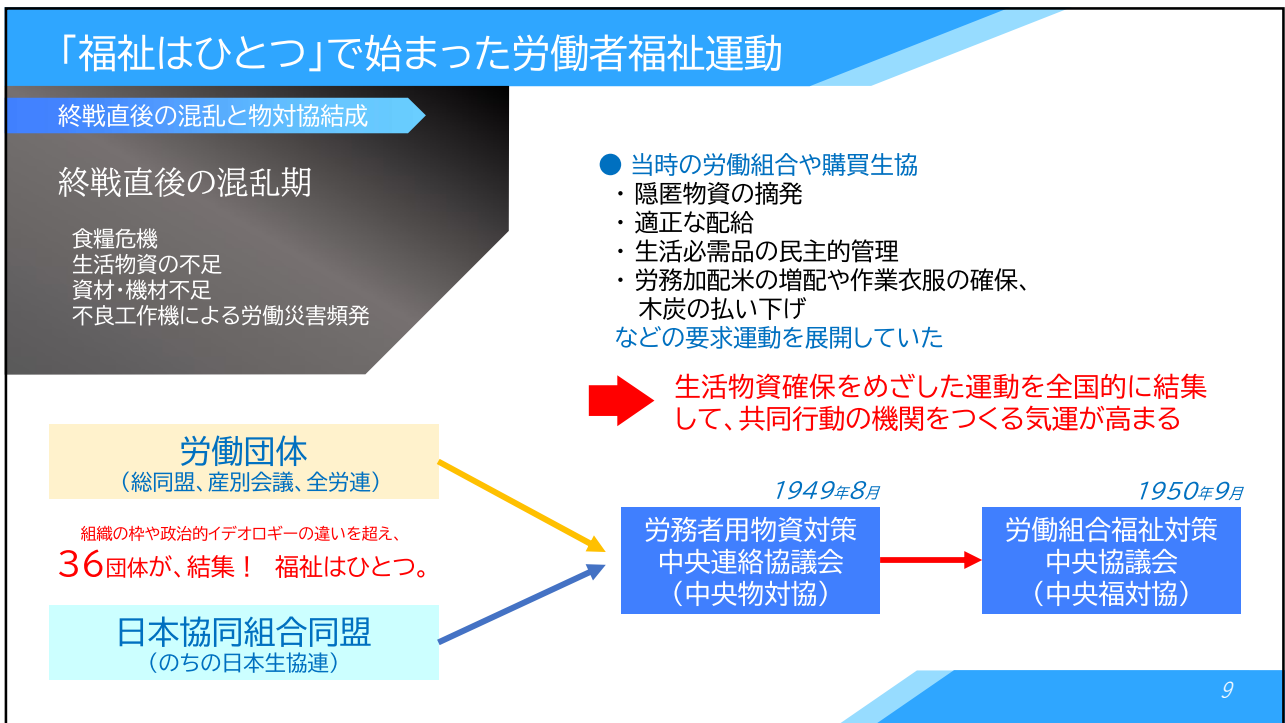 「福祉はひとつ」で始まった労働者福祉運動
終戦直後の混乱と物対協結成
終戦直後の混乱期
食糧危機
生活物資の不足
資材・機材不足
不良工作機による労働災害頻発
● 当時の労働組合や購買生協
・ 隠匿物資の摘発
・ 適正な配給
・ 生活必需品の民主的管理
・ 労務加配米の増配や作業衣服の確保、
木炭の払い下げ
などの要求運動を展開していた
生活物資確保をめざした運動を全国的に結集
して、共同行動の機関をつくる気運が高まる
労働団体
（総同盟、産別会議、全労連）
組織の枠や政治的イデオロギーの違いを超え、
36団体が、結集！ 福祉はひとつ。
日本協同組合同盟
（のちの日本生協連）
1949年8月
労務者用物資対策
中央連絡協議会
（中央物対協）
1950年9月
労働組合福祉対策
中央協議会
（中央福対協）
9